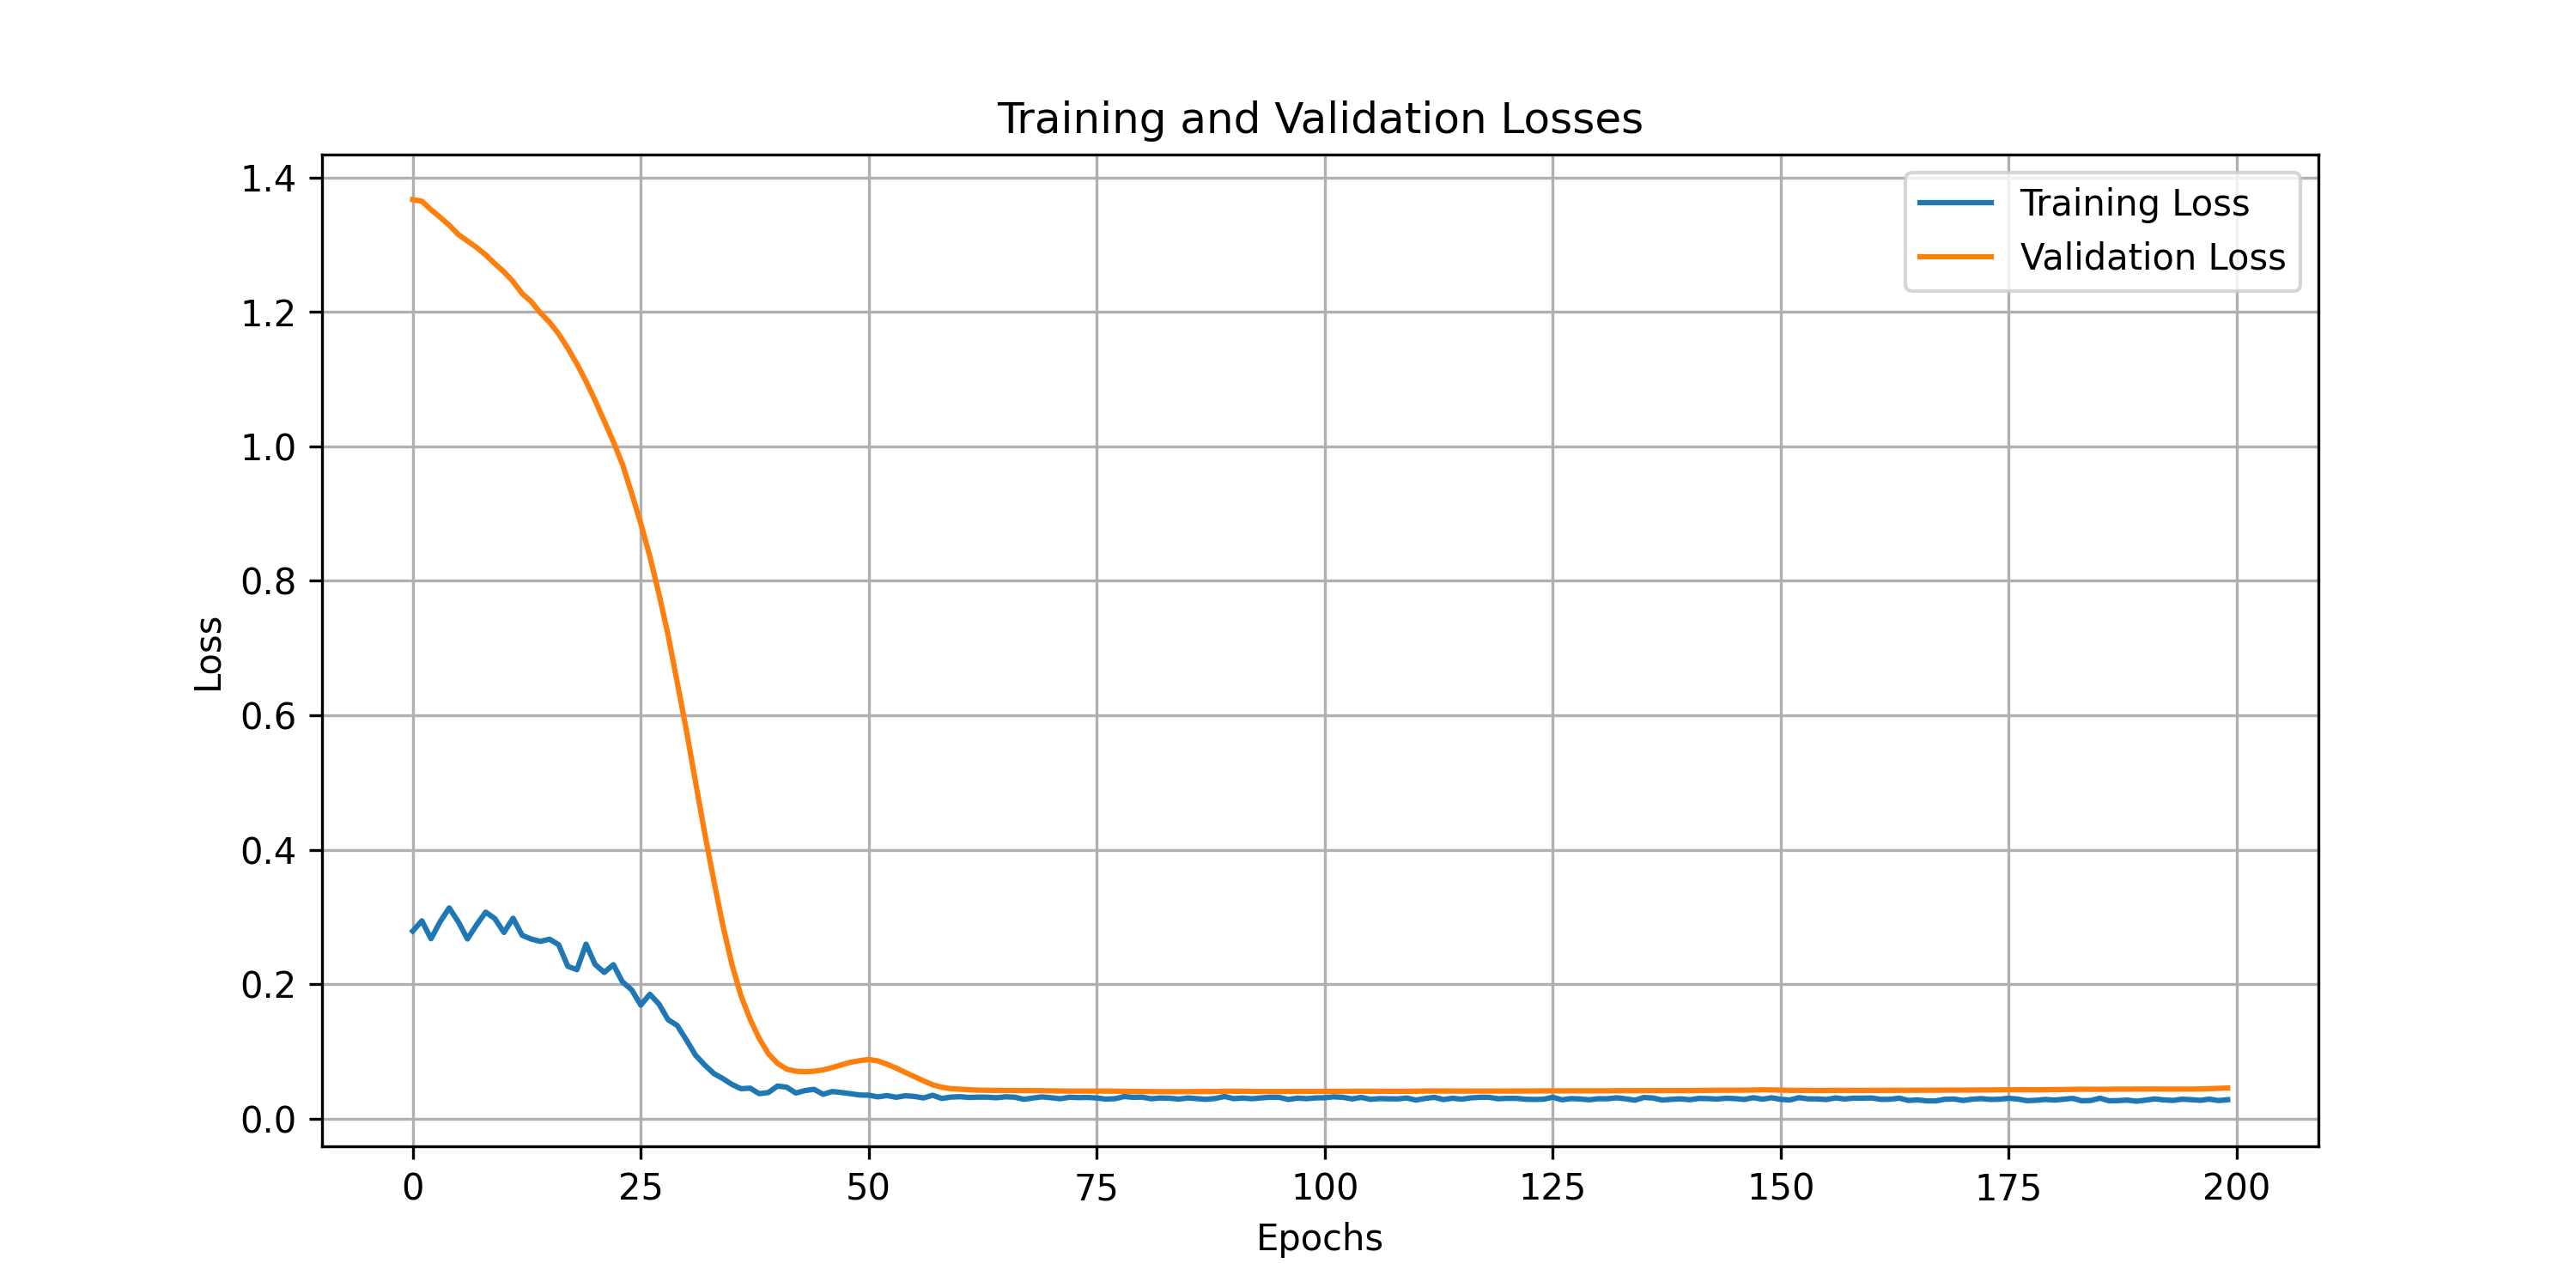 Training and Validation Losses
Training Loss
Validation Loss
1.4
1.2
1.0
0.8
0.6
0.4
0.2
0.0
Loss
0 25 50 75 100 125 150 175 200
Epochs